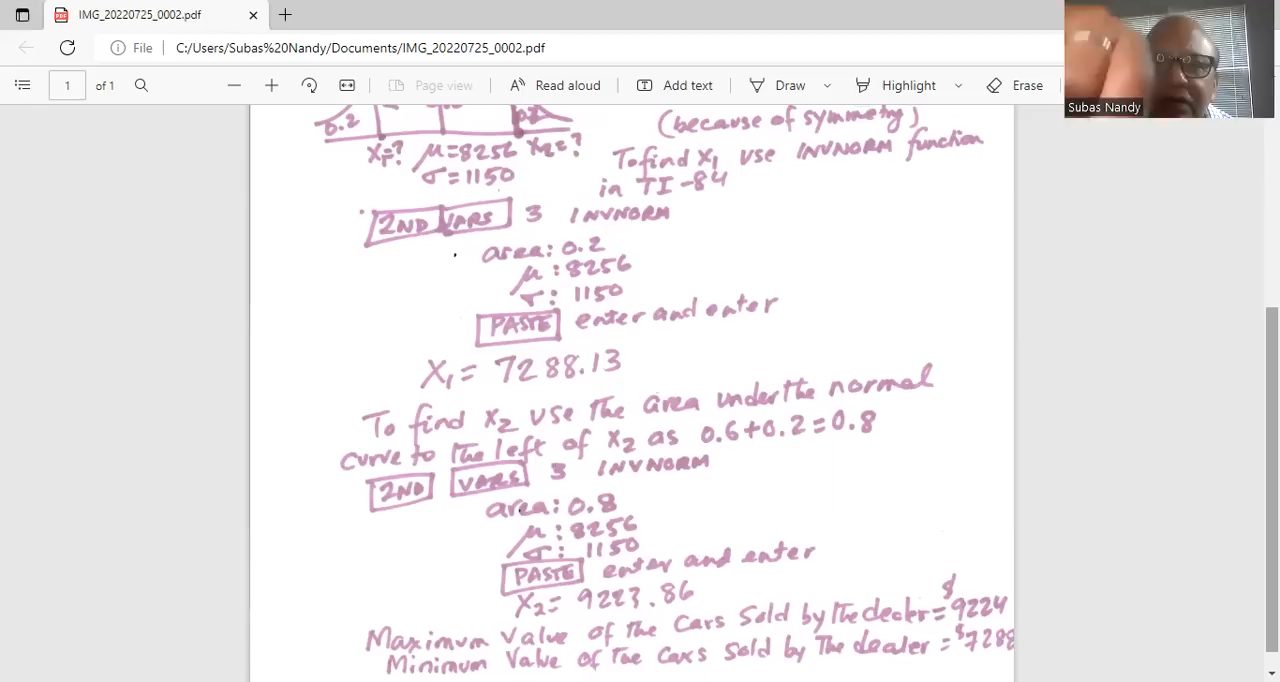 IMG_20220725_0002.pdf
File C:/Users/Subas%20Nandy/Documents/IMG_20220725_0002.pdf
1 of 1 Page view Read aloud Add text Draw Highlight Erase
Subas Nandy
0.2 0.2
X1=? μ=8256 X2=?
σ=1150
(because of symmetry)
To find X1 use INVNORM function
in TI-84
2ND VARS 3 INVNORM
area: 0.2
μ: 8256
σ: 1150
PASTE enter and enter
X1= 7288.13
To find X2 use the area under the normal
curve to the left of X2 as 0.6+0.2=0.8
2ND VARS 3 INVNORM
area: 0.8
μ: 8256
σ: 1150
PASTE enter and enter
X2= 9223.86
Maximum Value of the Cars Sold by the dealer = $9224
Minimum Value of the Cars Sold by The dealer = $7288